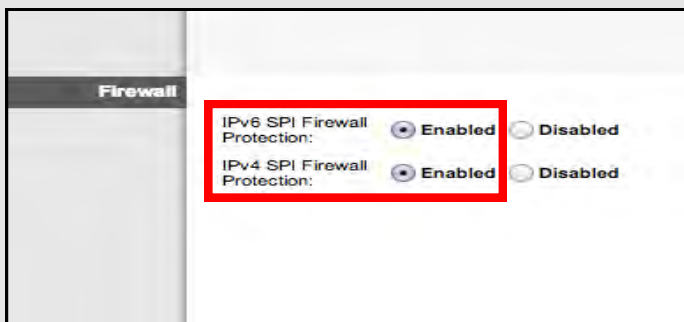 Firewall
IPv6 SPI Firewall Protection: Enabled Disabled
IPv4 SPI Firewall Protection: Enabled Disabled